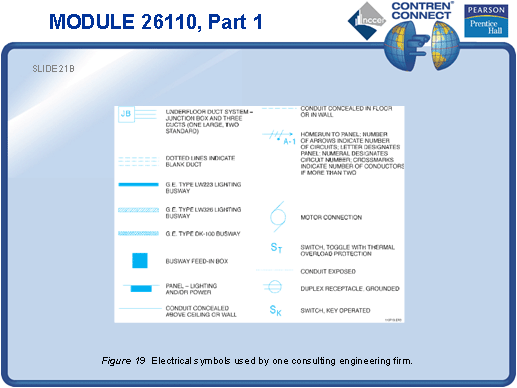 MODULE 26110, Part 1
nccer
CONTREN®
CONNECT
PEARSON
Prentice
Hall
SLIDE 21B
JB
UNDERFLOOR DUCT SYSTEM –
JUNCTION BOX AND THREE
DUCTS (ONE LARGE, TWO
STANDARD)
DOTTED LINES INDICATE
BLANK DUCT
G.E. TYPE LW223 LIGHTING
BUSWAY
G.E. TYPE LW326 LIGHTING
BUSWAY
G.E. TYPE DK-100 BUSWAY
BUSWAY FEED-IN BOX
PANEL – LIGHTING
AND/OR POWER
CONDUIT CONCEALED
ABOVE CEILING OR WALL
CONDUIT CONCEALED IN FLOOR
OR IN WALL
A-1
HOMERUN TO PANEL; NUMBER
OF ARROWS INDICATE NUMBER
OF CIRCUITS; LETTER DESIGNATES
PANEL; NUMERAL DESIGNATES
CIRCUIT NUMBER; CROSSMARKS
INDICATE NUMBER OF CONDUCTORS
IF MORE THAN TWO
MOTOR CONNECTION
ST
SWITCH, TOGGLE WITH THERMAL
OVERLOAD PROTECTION
CONDUIT EXPOSED
DUPLEX RECEPTACLE, GROUNDED
SK
SWITCH, KEY OPERATED
Figure 19 Electrical symbols used by one consulting engineering firm.